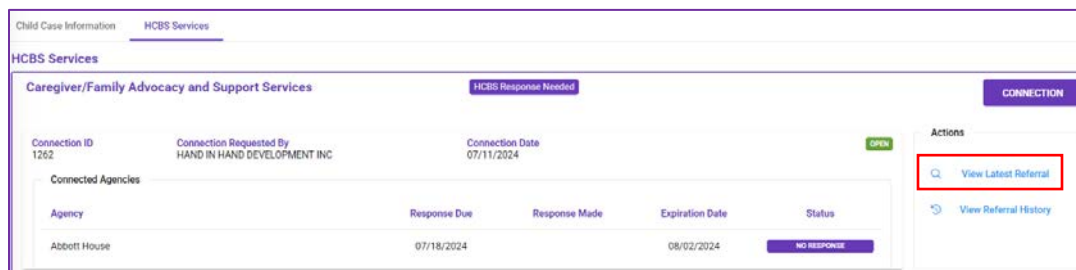 Child Case Information HCBS Services
HCBS Services
Caregiver/Family Advocacy and Support Services HCBS Response Needed CONNECTION
Connection ID Connection Requested By Connection Date OPEN Actions
1262 HAND IN HAND DEVELOPMENT INC 07/11/2024
Connected Agencies View Latest Referral
Agency Response Due Response Made Expiration Date Status View Referral History
Abbott House 07/18/2024 08/02/2024 NO RESPONSE